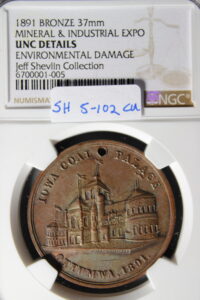 1891 BRONZE 37mm
MINERAL & INDUSTRIAL EXPO
UNC DETAILS
ENVIRONMENTAL DAMAGE
Jeff Shevlin Collection
6700001-005
NGC
SH 5-102 CU
IOWA COAL PALACE
OTTUMWA, 1891.